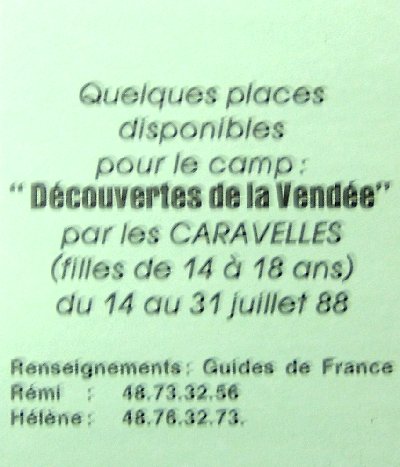 Quelques places
disponibles
pour le camp :
“Découvertes de la Vendée”
par les CARAVELLES
(filles de 14 à 18 ans)
du 14 au 31 juillet 88
Renseignements : Guides de France
Rémi : 48.73.32.56
Hélène : 48.76.32.73.